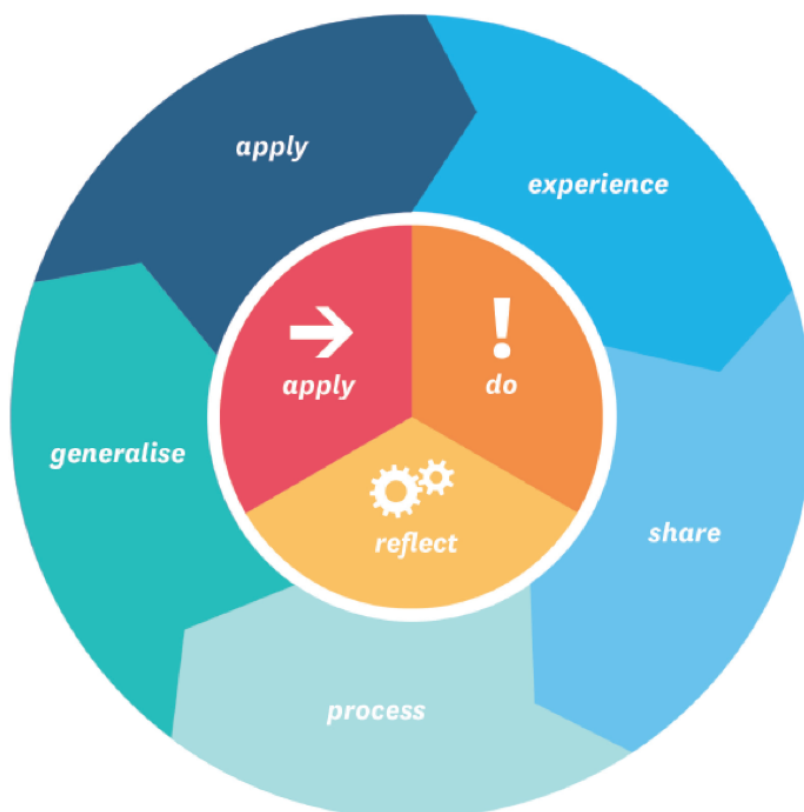 apply
experience
apply
!
do
generalise
reflect
share
process